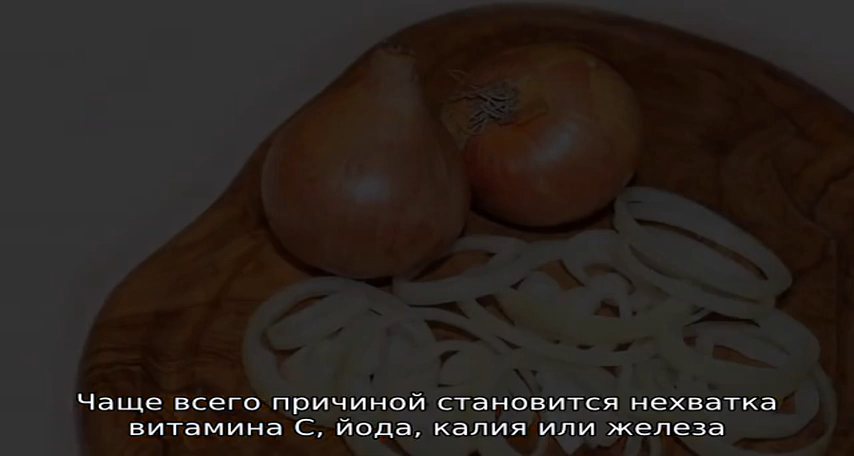 Чаще всего причиной становится нехватка
витамина С, йода, калия или железа